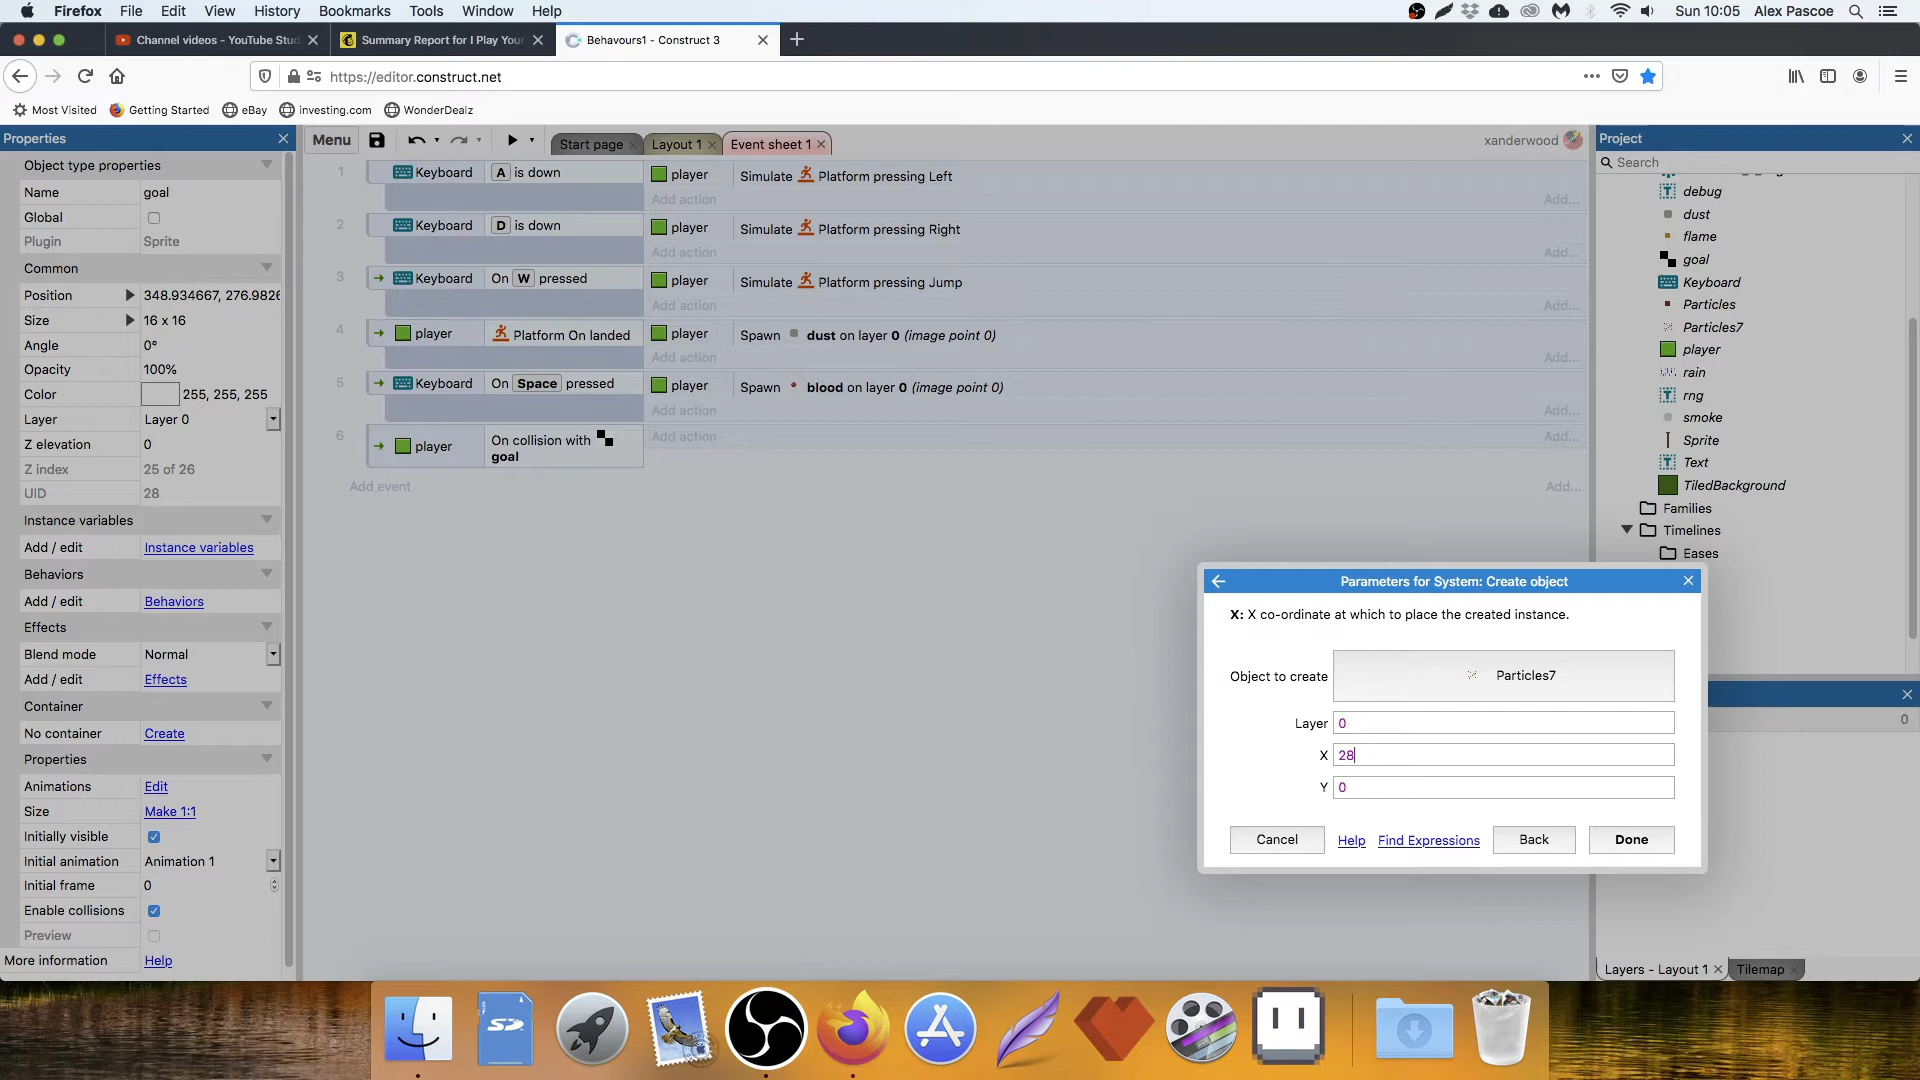 Firefox File Edit View History Bookmarks Tools Window Help Sun 10:05 Alex Pascoe
Channel videos - YouTube Stud Summary Report for I Play Your Behavours1 - Construct 3
https://editor.construct.net
Most Visited Getting Started eBay investing.com WonderDealz
Properties
Object type properties
Name goal
Global
Plugin Sprite
Common
Position 348.934667, 276.9826
Size 16 x 16
Angle 0°
Opacity 100%
Color 255, 255, 255
Layer Layer 0
Z elevation 0
Z index 25 of 26
UID 28
Instance variables
Add / edit Instance variables
Behaviors
Add / edit Behaviors
Effects
Blend mode Normal
Add / edit Effects
Container
No container Create
Properties
Animations Edit
Size Make 1:1
Initially visible
Initial animation Animation 1
Initial frame 0
Enable collisions
Preview
More information Help
Menu Start page Layout 1 Event sheet 1 xanderwood
1 Keyboard A is down player Simulate Platform pressing Left
Add action Add...
2 Keyboard D is down player Simulate Platform pressing Right
Add action Add...
3 Keyboard On W pressed player Simulate Platform pressing Jump
Add action Add...
4 player Platform On landed player Spawn dust on layer 0 (image point 0)
Add action Add...
5 Keyboard On Space pressed player Spawn blood on layer 0 (image point 0)
Add action Add...
6 player On collision with goal Add action Add...
Add event Add...
Project
Search
debug
dust
flame
goal
Keyboard
Particles
Particles7
player
rain
rng
smoke
Sprite
Text
TiledBackground
Families
Timelines
Eases
0
Layers - Layout 1 Tilemap
Parameters for System: Create object
X: X co-ordinate at which to place the created instance.
Object to create Particles7
Layer 0
X 28
Y 0
Cancel Help Find Expressions Back Done
SD